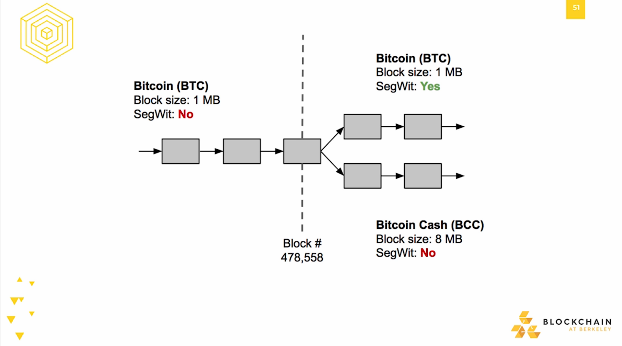 51
Bitcoin (BTC)
Block size: 1 MB
SegWit: Yes
Bitcoin (BTC)
Block size: 1 MB
SegWit: No
Bitcoin Cash (BCC)
Block size: 8 MB
SegWit: No
Block #
478,558
BLOCKCHAIN
AT BERKELEY